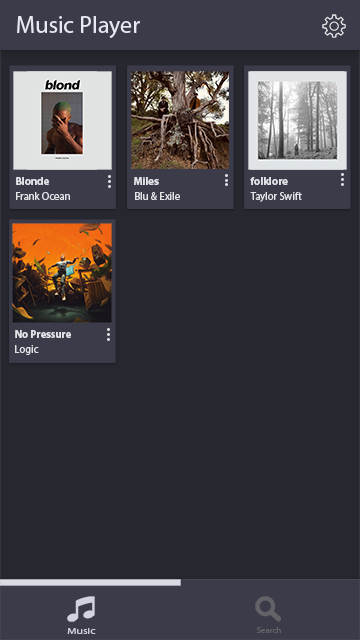 Music Player
blond
Blonde
Frank Ocean
Miles
Blu & Exile
folklore
Taylor Swift
No Pressure
Logic
Music
Search